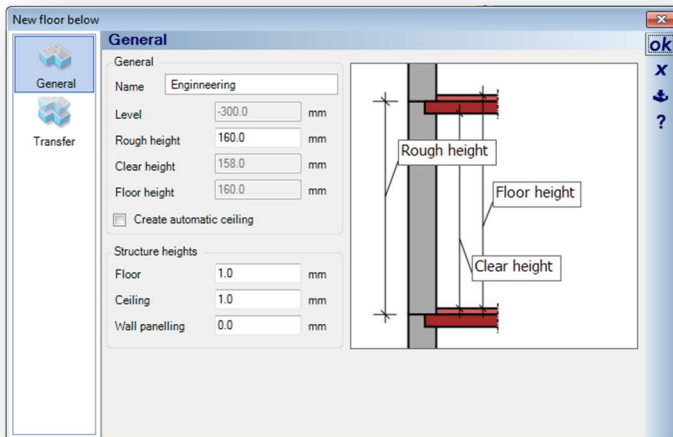 New floor below
General
Transfer
General
General
Name Enginneering
Level -300.0 mm
Rough height 160.0 mm
Clear height 158.0 mm
Floor height 160.0 mm
Create automatic ceiling
Structure heights
Floor 1.0 mm
Ceiling 1.0 mm
Wall panelling 0.0 mm
Rough height
Floor height
Clear height
ok
x
?